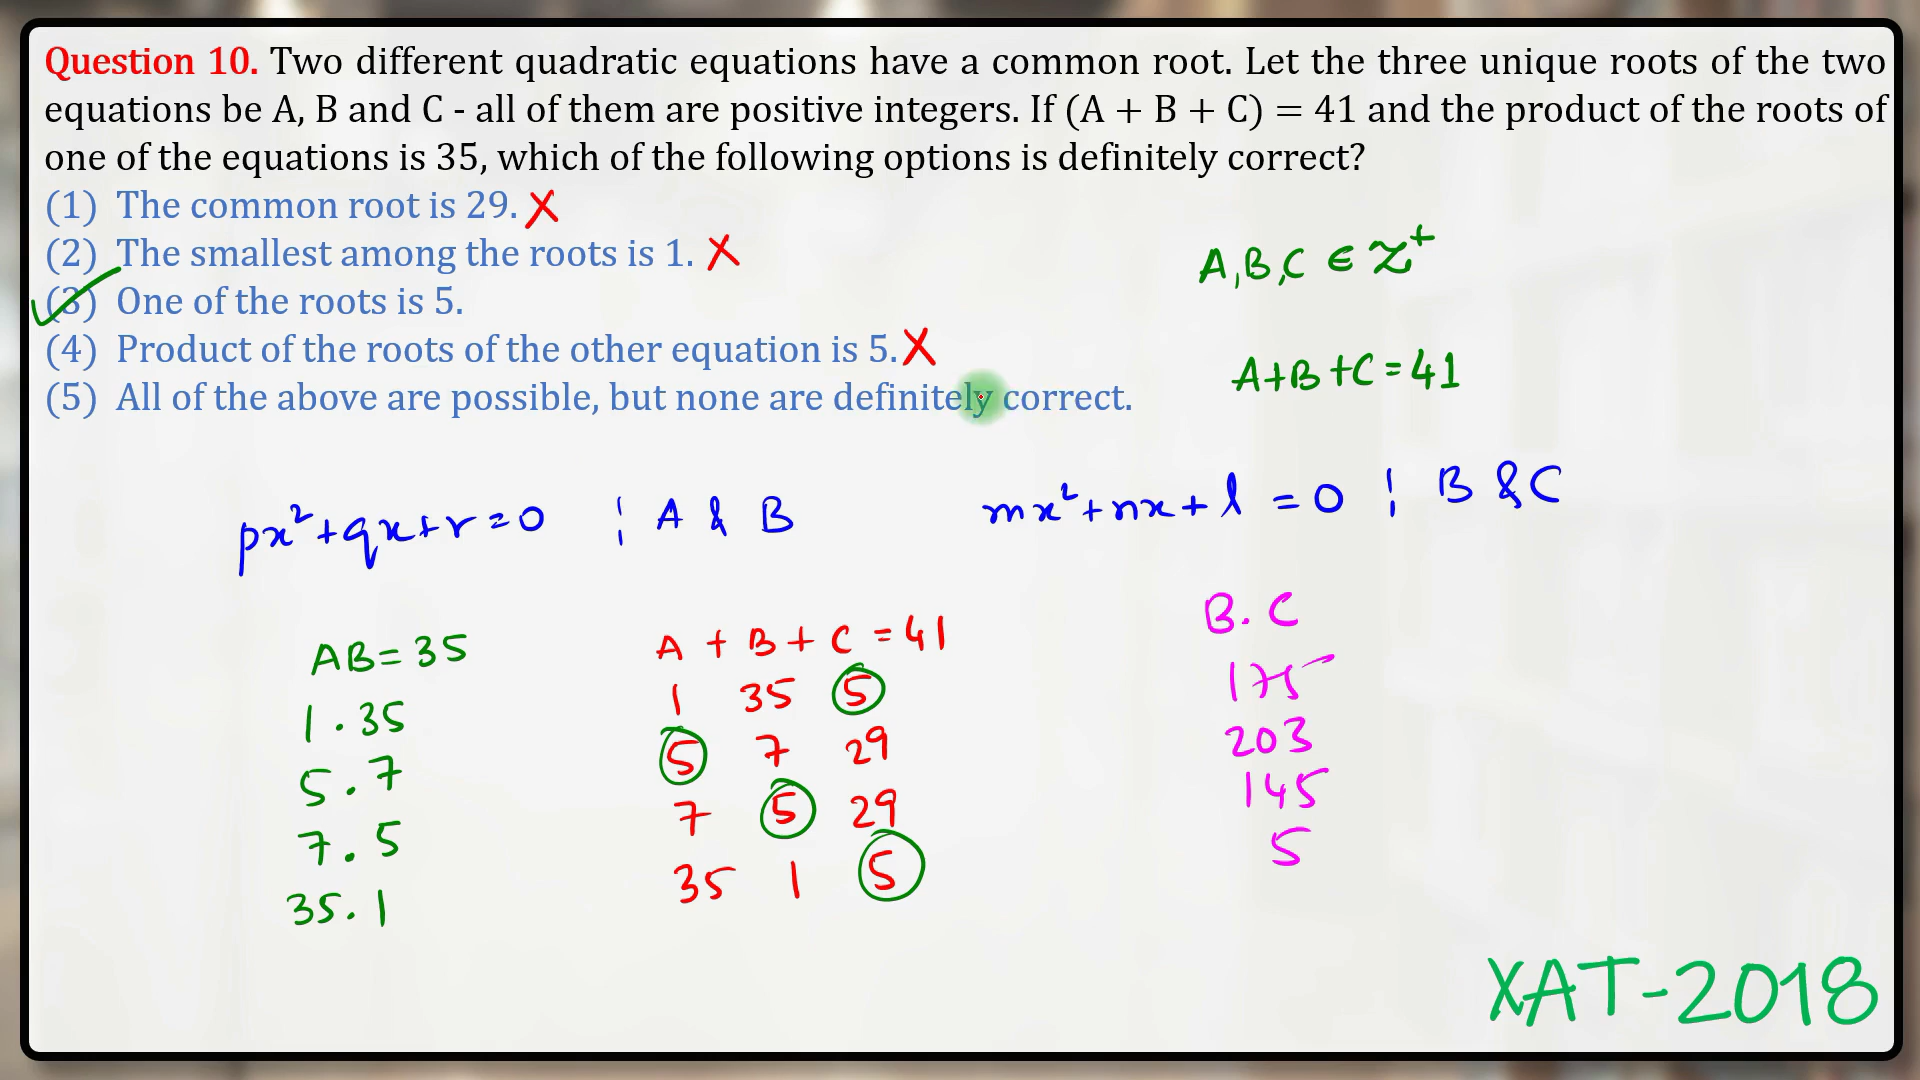 Question 10. Two different quadratic equations have a common root. Let the three unique roots of the two
equations be A, B and C - all of them are positive integers. If (A + B + C) = 41 and the product of the roots of
one of the equations is 35, which of the following options is definitely correct?
(1) The common root is 29. X
(2) The smallest among the roots is 1. X
(3) One of the roots is 5.
(4) Product of the roots of the other equation is 5. X
(5) All of the above are possible, but none are definitely correct.
A,B,C ∈ Z⁺
A+B+C=41
px²+qx+r=0 ¦ A & B
mx²+nx+l=0 ¦ B & C
AB=35
1.35
5.7
7.5
35.1
A + B + C = 41
1 35 5
5 7 29
7 5 29
35 1 5
B.C
175
203
145
5
XAT-2018